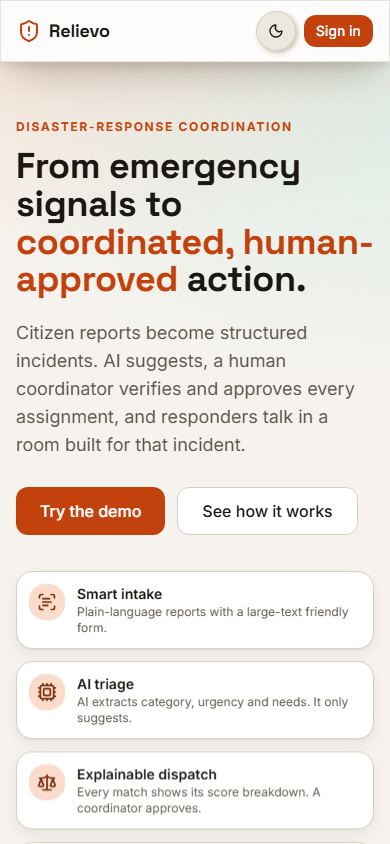 Relievo
Sign in
DISASTER-RESPONSE COORDINATION
From emergency
signals to
coordinated, human-
approved action.
Citizen reports become structured
incidents. AI suggests, a human
coordinator verifies and approves every
assignment, and responders talk in a
room built for that incident.
Try the demo
See how it works
Smart intake
Plain-language reports with a large-text friendly
form.
AI triage
AI extracts category, urgency and needs. It only
suggests.
Explainable dispatch
Every match shows its score breakdown. A
coordinator approves.